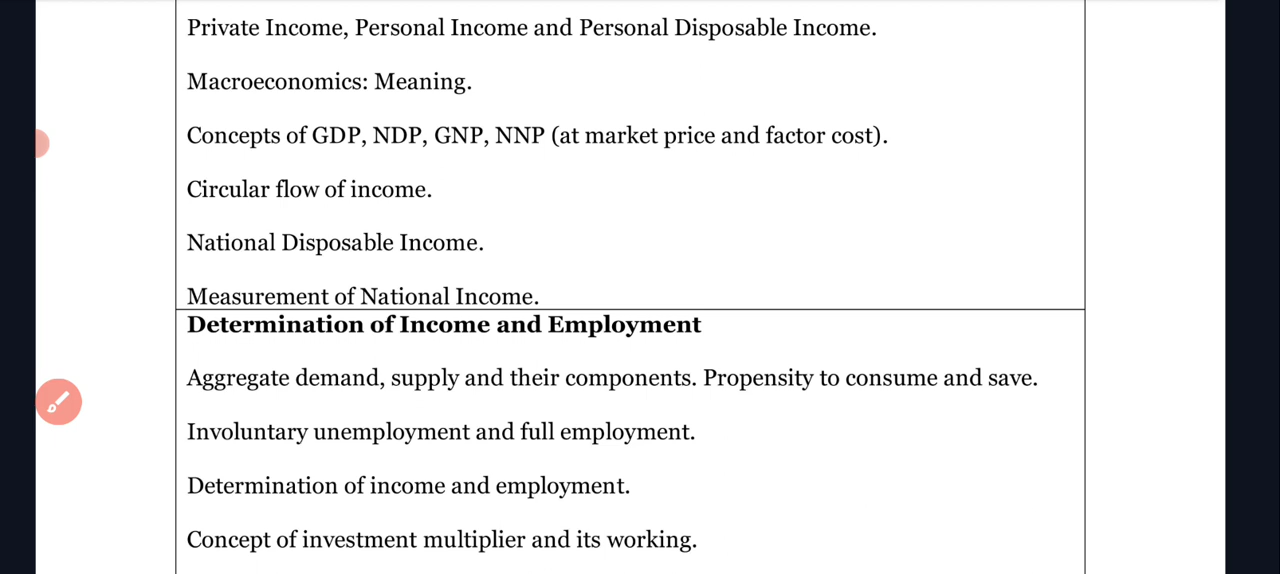 Private Income, Personal Income and Personal Disposable Income.
Macroeconomics: Meaning.
Concepts of GDP, NDP, GNP, NNP (at market price and factor cost).
Circular flow of income.
National Disposable Income.
Measurement of National Income.
Determination of Income and Employment
Aggregate demand, supply and their components. Propensity to consume and save.
Involuntary unemployment and full employment.
Determination of income and employment.
Concept of investment multiplier and its working.